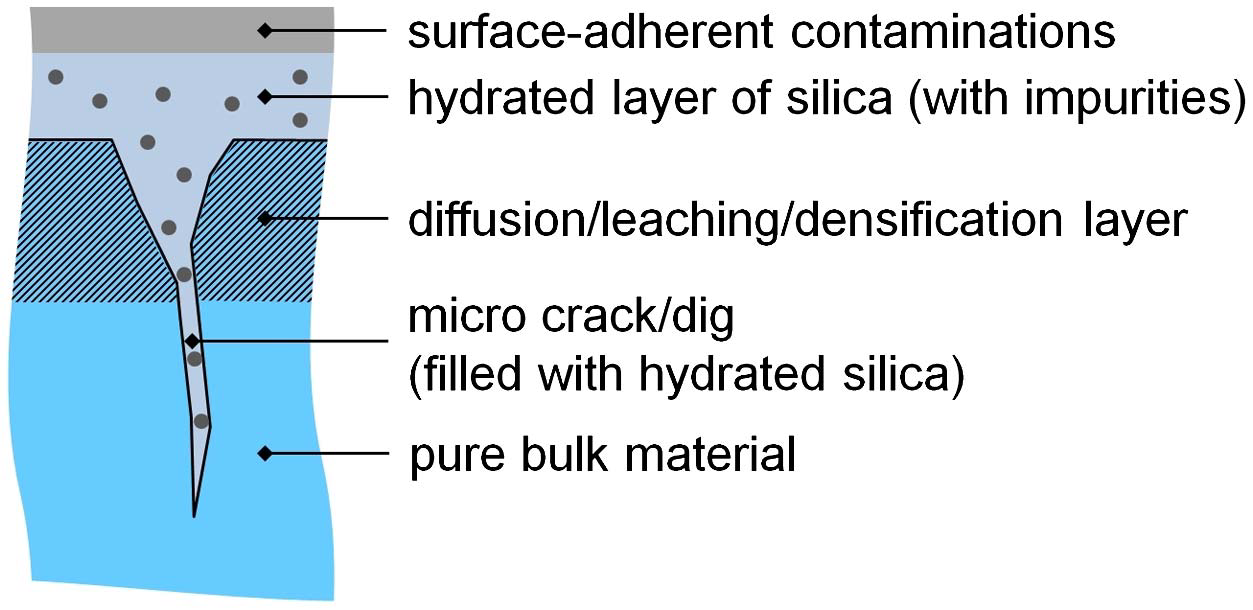 surface-adherent contaminations
hydrated layer of silica (with impurities)
diffusion/leaching/densification layer
micro crack/dig
(filled with hydrated silica)
pure bulk material